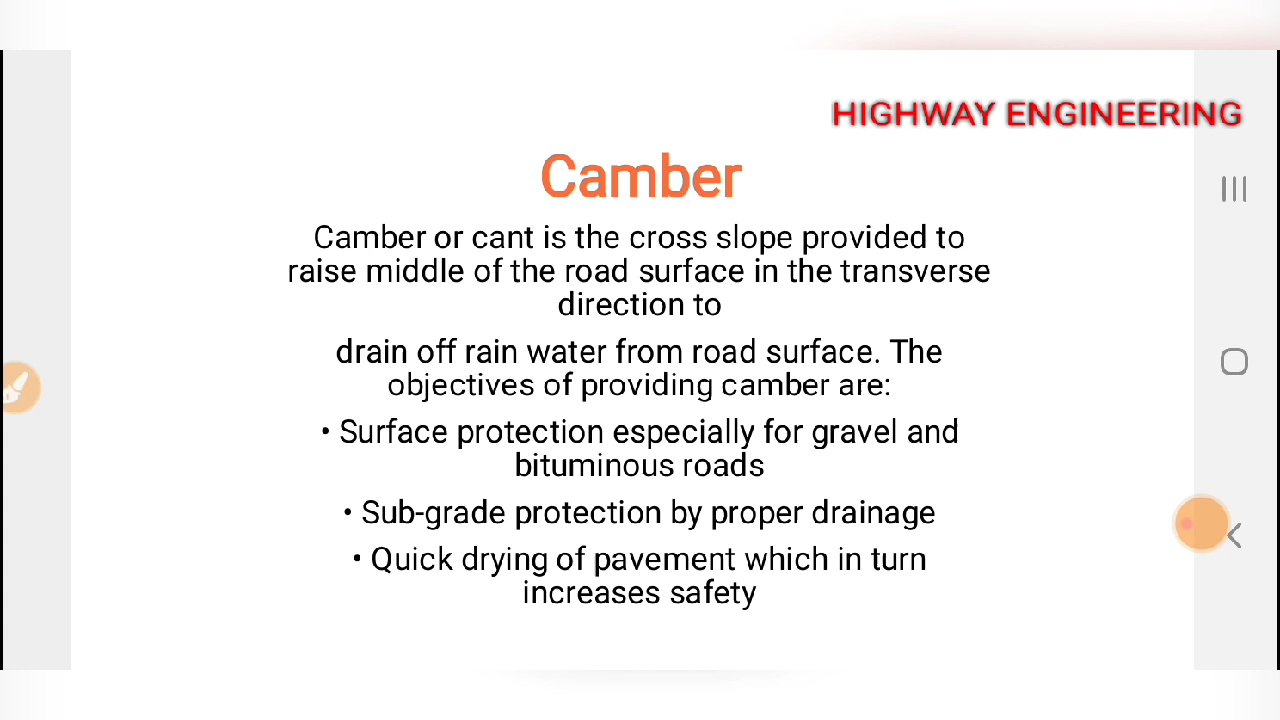 HIGHWAY ENGINEERING
Camber
Camber or cant is the cross slope provided to
raise middle of the road surface in the transverse
direction to
drain off rain water from road surface. The
objectives of providing camber are:
• Surface protection especially for gravel and
bituminous roads
• Sub-grade protection by proper drainage
• Quick drying of pavement which in turn
increases safety